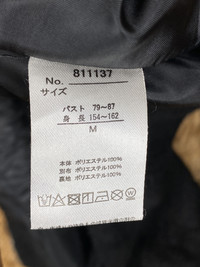 No. 811137
サイズ
バスト 79〜87
身長 154〜162
M
本体 ポリエステル100%
別布 ポリエステル100%
裏地 ポリエステル100%